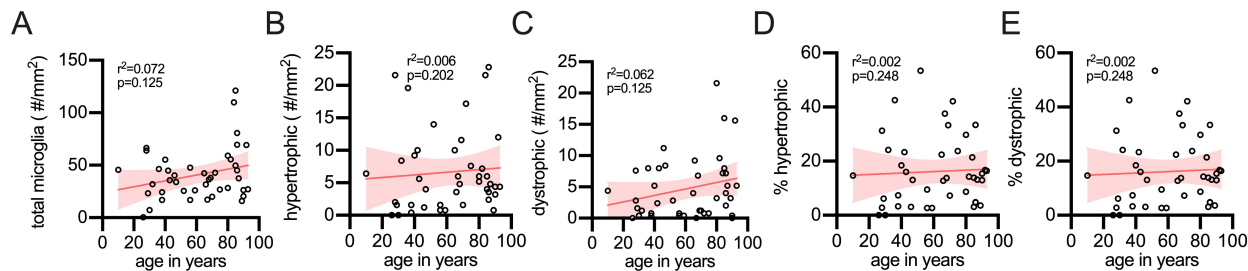 A
total microglia ( #/mm²)
150
100
50
0
r²=0.072
p=0.125
0 20 40 60 80 100
age in years
B
hypertrophic ( #/mm²)
25
20
15
10
5
0
r²=0.006
p=0.202
0 20 40 60 80 100
age in years
C
dystrophic ( #/mm²)
25
20
15
10
5
0
r²=0.062
p=0.125
0 20 40 60 80 100
age in years
D
% hypertrophic
60
40
20
0
r²=0.002
p=0.248
0 20 40 60 80 100
age in years
E
% dystrophic
60
40
20
0
r²=0.002
p=0.248
0 20 40 60 80 100
age in years